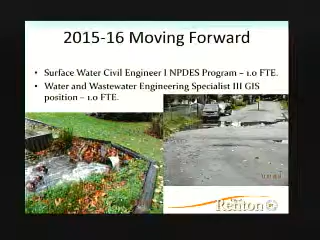 2015-16 Moving Forward
• Surface Water Civil Engineer I NPDES Program – 1.0 FTE.
• Water and Wastewater Engineering Specialist III GIS
position – 1.0 FTE.
Renton